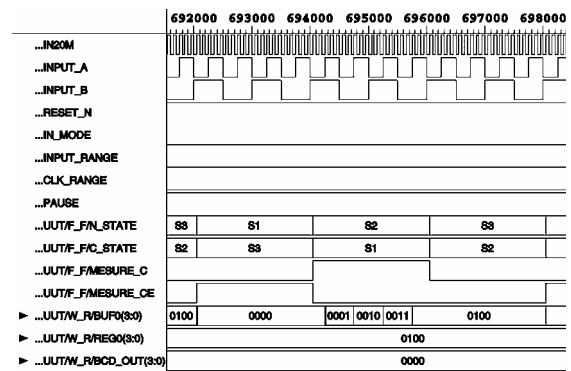 692000 693000 694000 695000 696000 697000 698000
...IN20M
...INPUT_A
...INPUT_B
...RESET_N
...IN_MODE
...INPUT_RANGE
...CLK_RANGE
...PAUSE
...UUT/F_F/N_STATE S3 S1 S2 S3
...UUT/F_F/C_STATE S2 S3 S1 S2
...UUT/F_F/MESURE_C
...UUT/F_F/MESURE_CE
...UUT/W_R/BUF0(3:0) 0100 0000 0001 0010 0011 0100
...UUT/W_R/REG0(3:0) 0100
...UUT/W_R/BCD_OUT(3:0) 0000